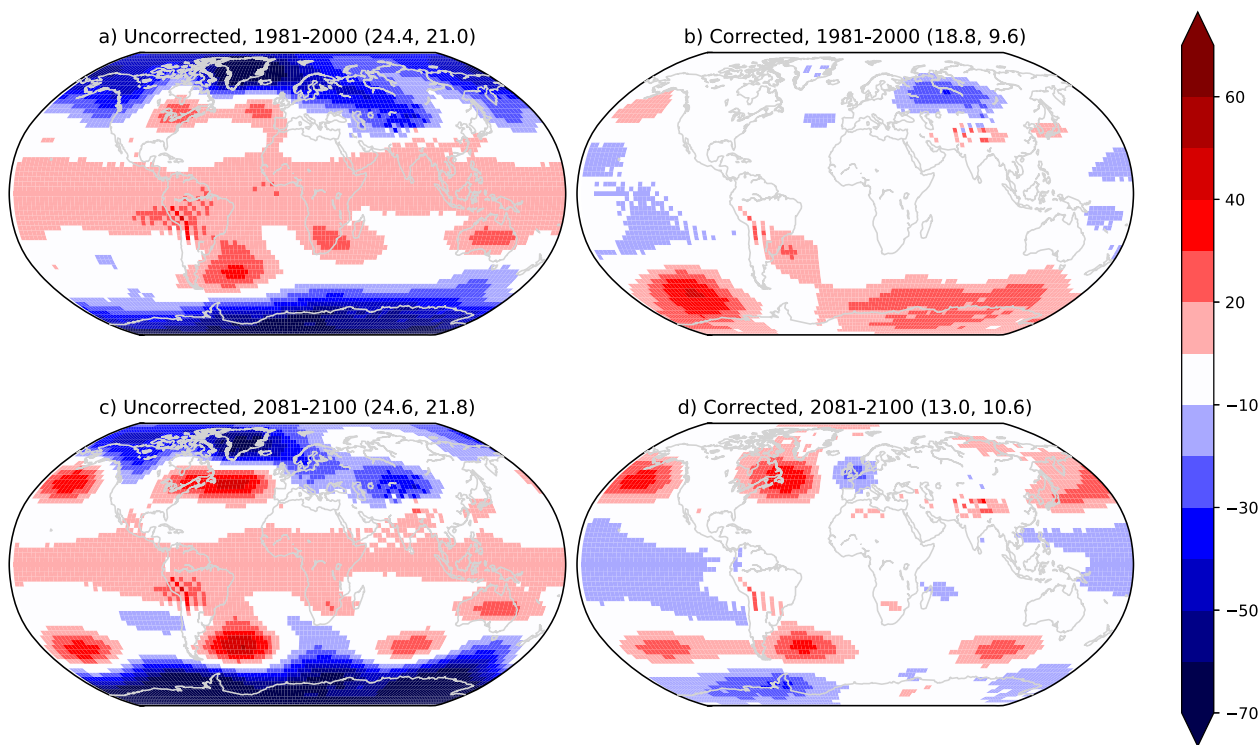 a) Uncorrected, 1981-2000 (24.4, 21.0)
b) Corrected, 1981-2000 (18.8, 9.6)
c) Uncorrected, 2081-2100 (24.6, 21.8)
d) Corrected, 2081-2100 (13.0, 10.6)
60
40
20
−10
−30
−50
−70